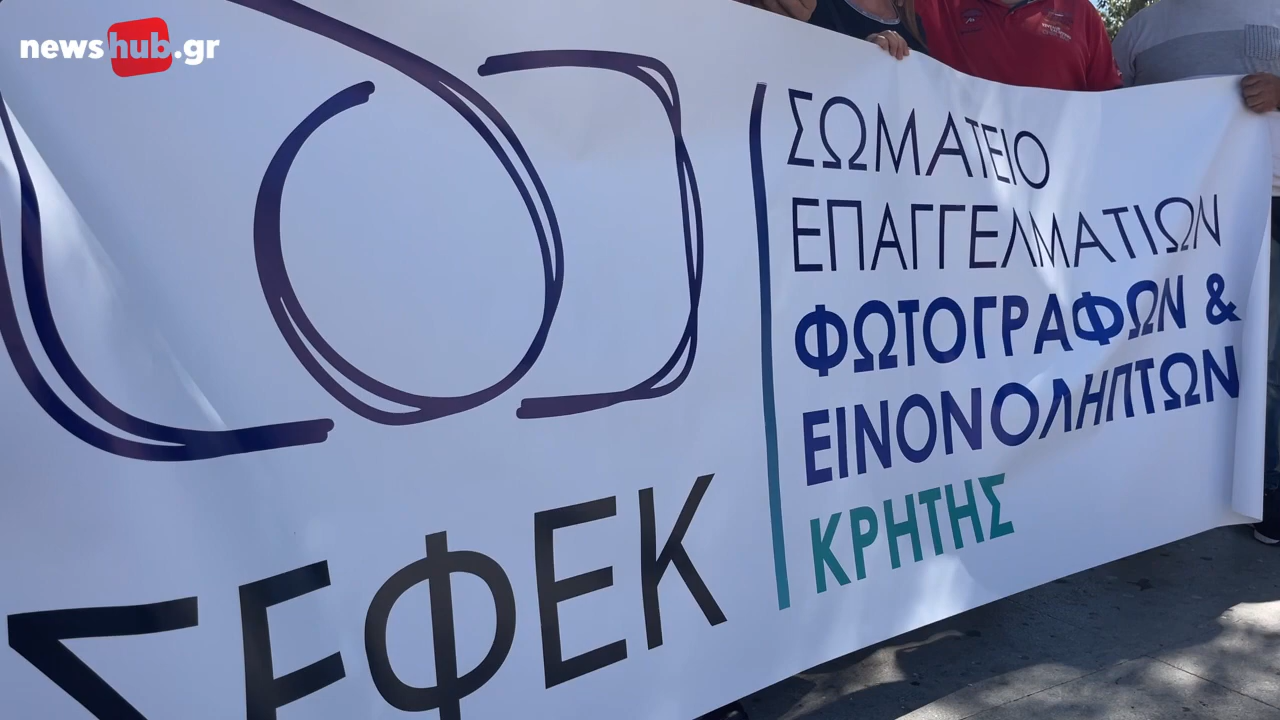 newshub.gr
ΣΩΜΑΤΕΙΟ
ΕΠΑΓΓΕΛΜΑΤΙΩΝ
ΦΩΤΟΓΡΑΦΩΝ &
ΕΙΝΟΝΟΛΗΠΤΩΝ
ΚΡΗΤΗΣ
ΣΕΦΕΚ